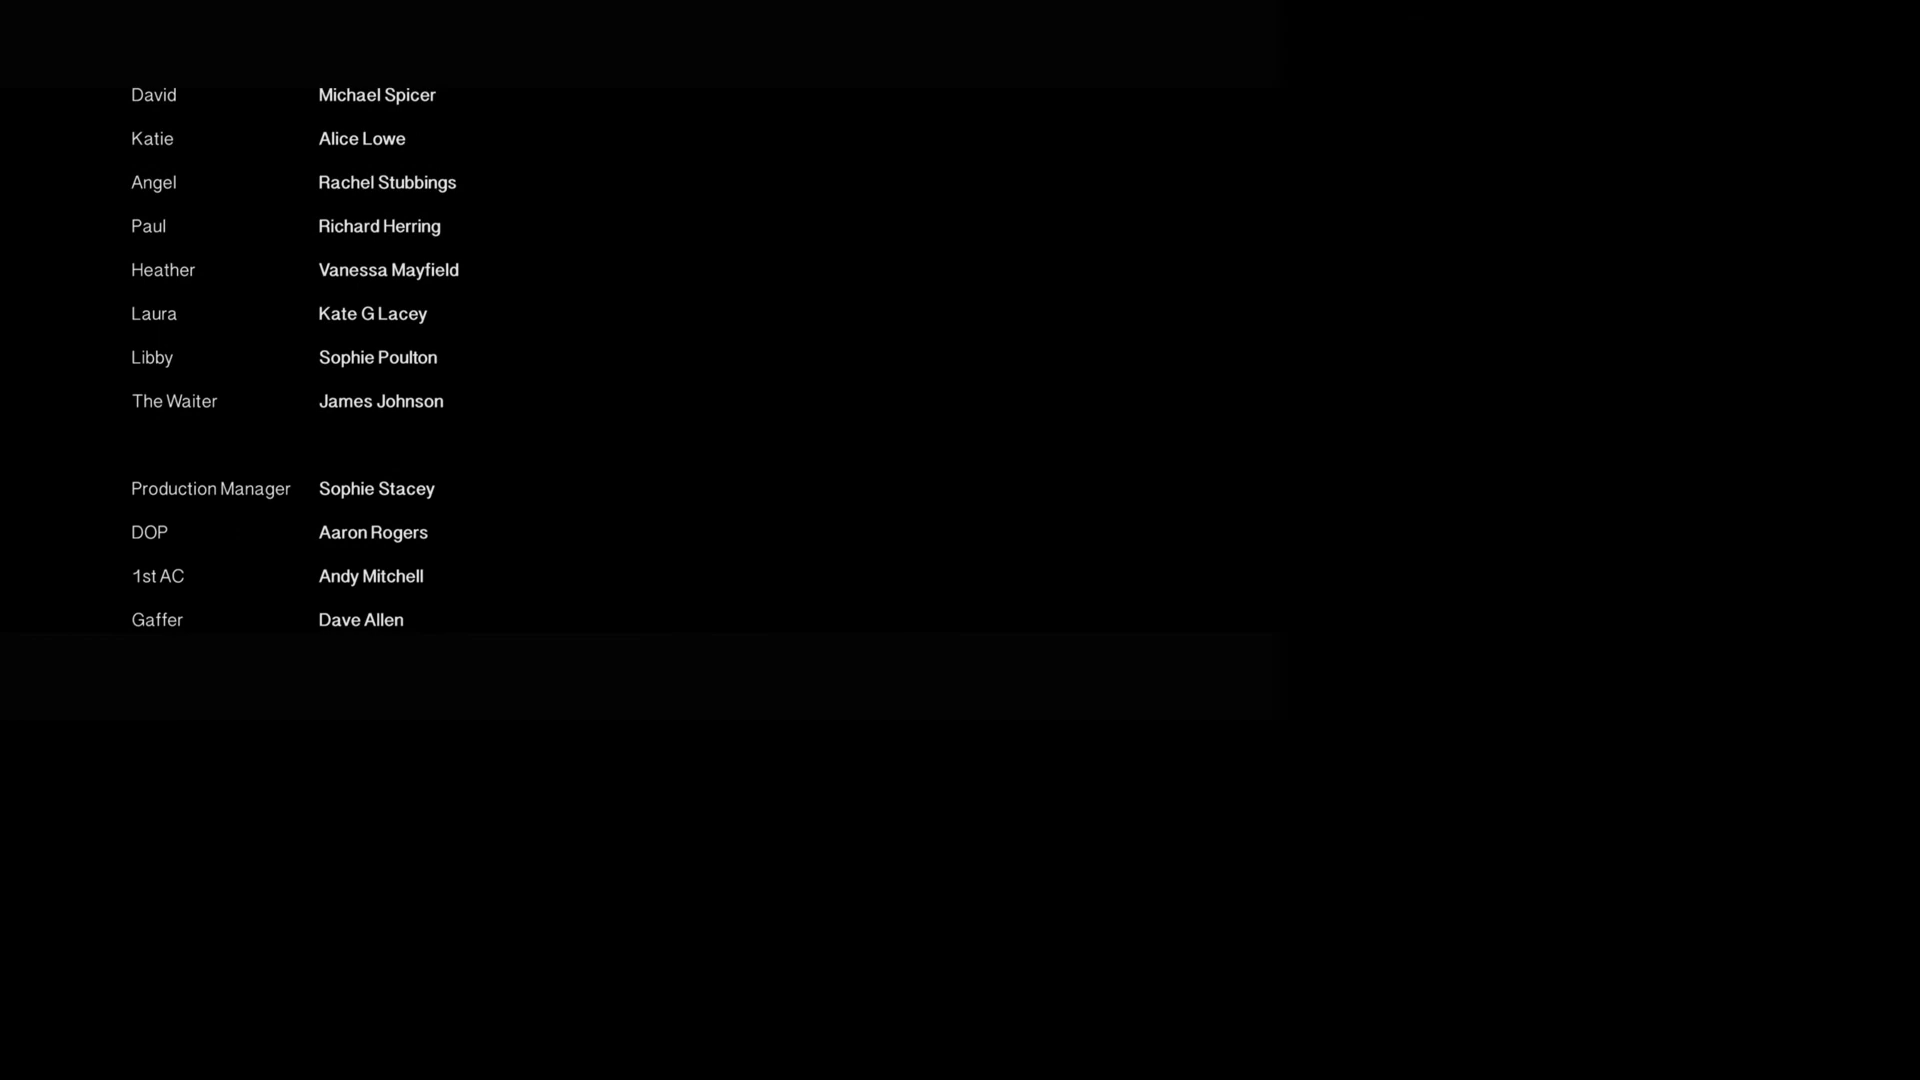 David Michael Spicer
Katie Alice Lowe
Angel Rachel Stubbings
Paul Richard Herring
Heather Vanessa Mayfield
Laura Kate G Lacey
Libby Sophie Poulton
The Waiter James Johnson
Production Manager Sophie Stacey
DOP Aaron Rogers
1st AC Andy Mitchell
Gaffer Dave Allen